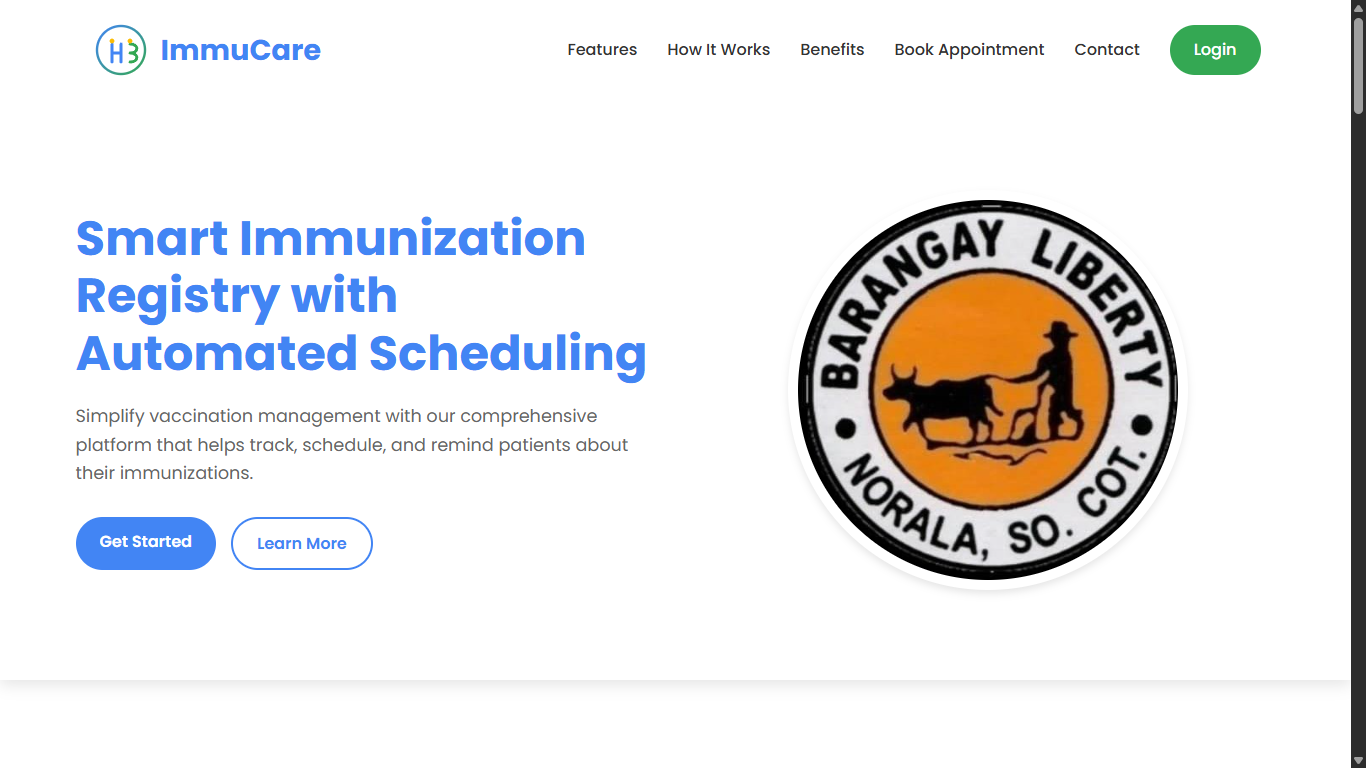 ImmuCare
Features
How It Works
Benefits
Book Appointment
Contact
Login
Smart Immunization
Registry with
Automated Scheduling
Simplify vaccination management with our comprehensive
platform that helps track, schedule, and remind patients about
their immunizations.
Get Started
Learn More
BARANGAY LIBERTY
NORALA, SO. COT.